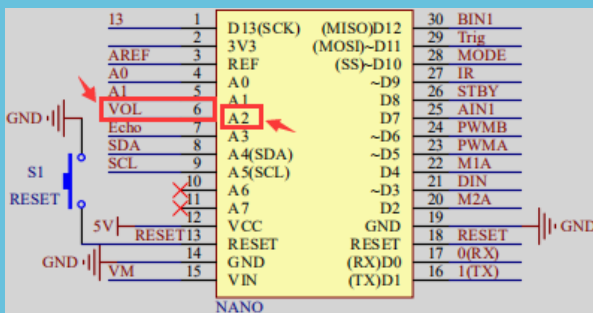 13 1 D13(SCK) (MISO)D12 30 BIN1
2 3V3 (MOSI)~D11 29 Trig
AREF 3 REF (SS)~D10 28 MODE
A0 4 A0 ~D9 27 IR
A1 5 A1 D8 26 STBY
VOL 6 A2 D7 25 AIN1
GND Echo 7 A3 ~D6 24 PWMB
SDA 8 A4(SDA) ~D5 23 PWMA
S1 SCL 9 A5(SCL) D4 22 M1A
RESET 10 A6 ~D3 21 DIN
11 A7 D2 20 M2A
5V 12 VCC GND 19 GND
RESET 13 RESET RESET 18 RESET
GND 14 GND (RX)D0 17 0(RX)
VM 15 VIN (TX)D1 16 1(TX)
NANO